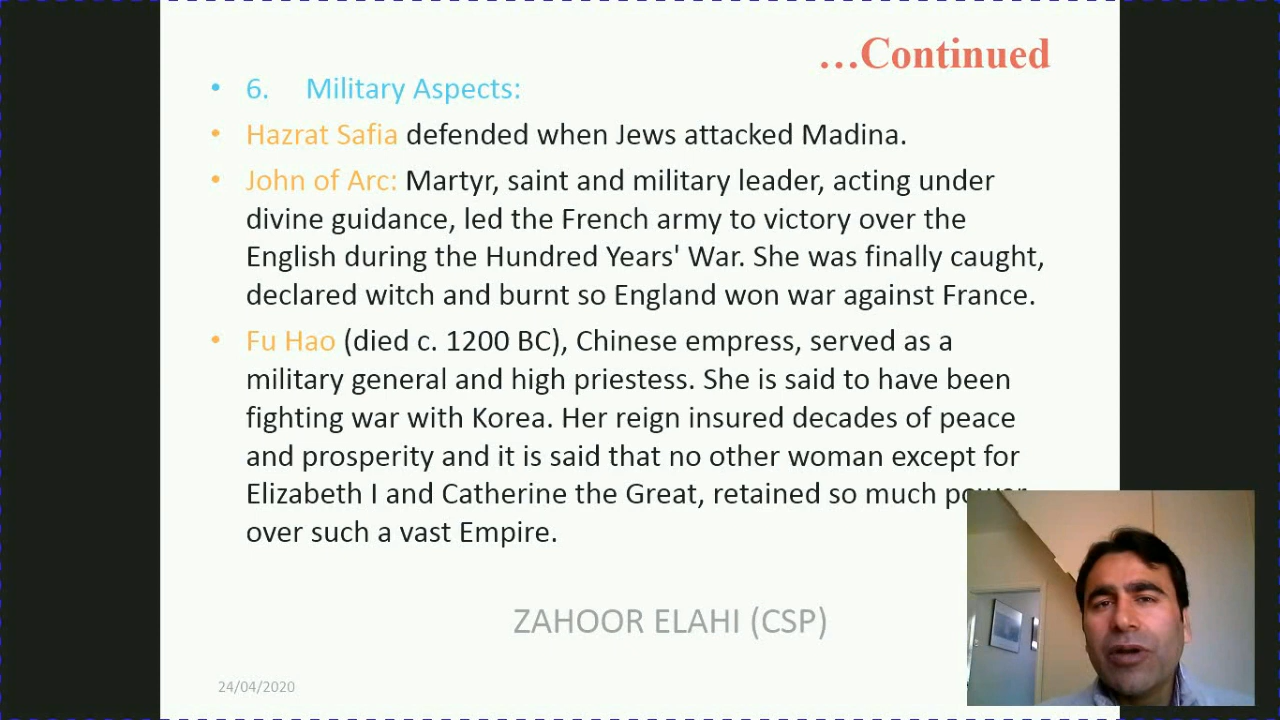 …Continued
• 6. Military Aspects:
• Hazrat Safia defended when Jews attacked Madina.
• John of Arc: Martyr, saint and military leader, acting under
divine guidance, led the French army to victory over the
English during the Hundred Years' War. She was finally caught,
declared witch and burnt so England won war against France.
• Fu Hao (died c. 1200 BC), Chinese empress, served as a
military general and high priestess. She is said to have been
fighting war with Korea. Her reign insured decades of peace
and prosperity and it is said that no other woman except for
Elizabeth I and Catherine the Great, retained so much power
over such a vast Empire.
ZAHOOR ELAHI (CSP)
24/04/2020